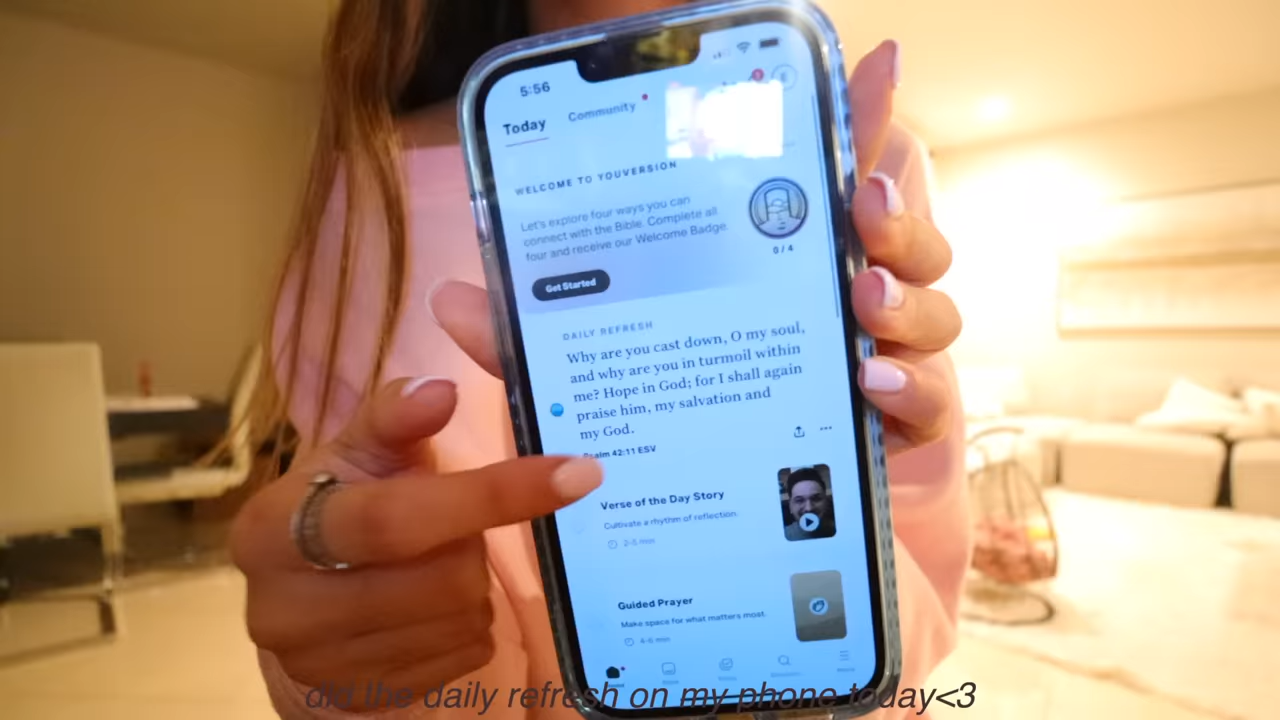 5:56
Today
Community
WELCOME TO YOUVERSION
Let's explore four ways you can
connect with the Bible. Complete all
four and receive our Welcome Badge.
0 / 4
Get Started
DAILY REFRESH
Why are you cast down, O my soul,
and why are you in turmoil within
me? Hope in God; for I shall again
praise him, my salvation and
my God.
Psalm 42:11 ESV
Verse of the Day Story
Cultivate a rhythm of reflection.
2-5 min
Guided Prayer
Make space for what matters most.
4-6 min
did the daily refresh on my phone today<3